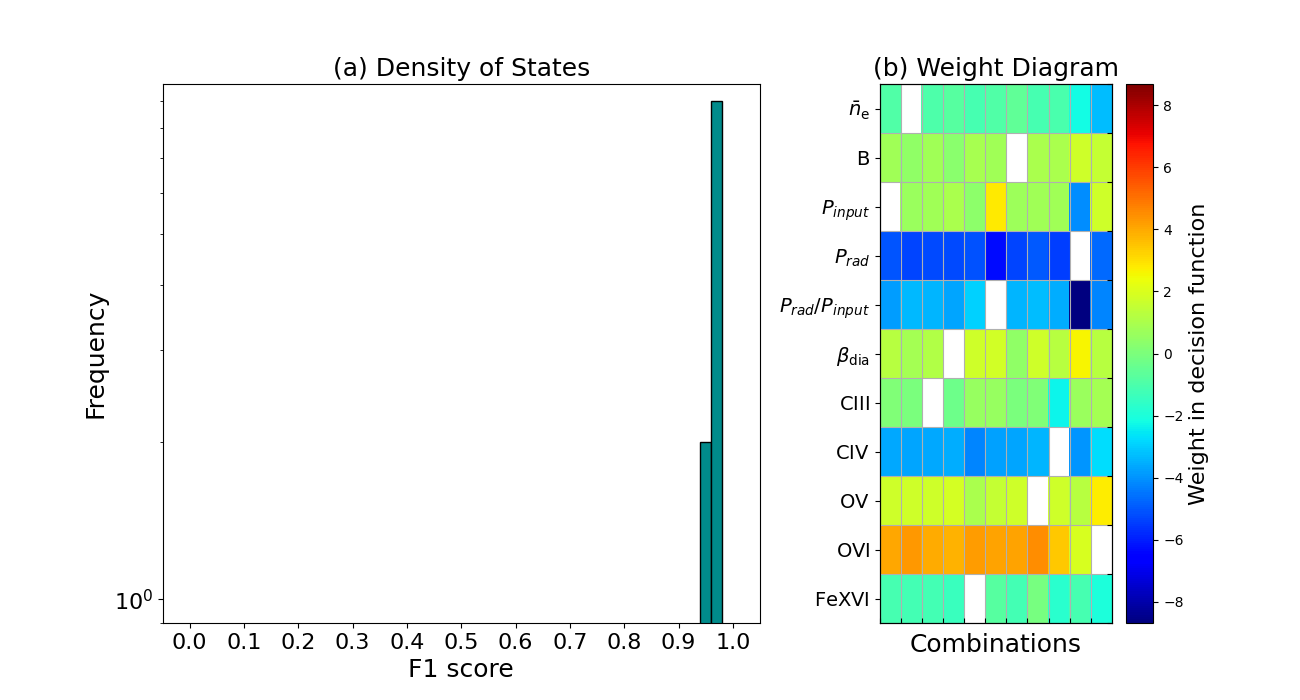 (a) Density of States
Frequency
10⁰
0.0 0.1 0.2 0.3 0.4 0.5 0.6 0.7 0.8 0.9 1.0
F1 score
(b) Weight Diagram
n̄ₑ
B
P_input
P_rad
P_rad/P_input
β_dia
CIII
CIV
OV
OVI
FeXVI
Combinations
8
6
4
2
0
−2
−4
−6
−8
Weight in decision function